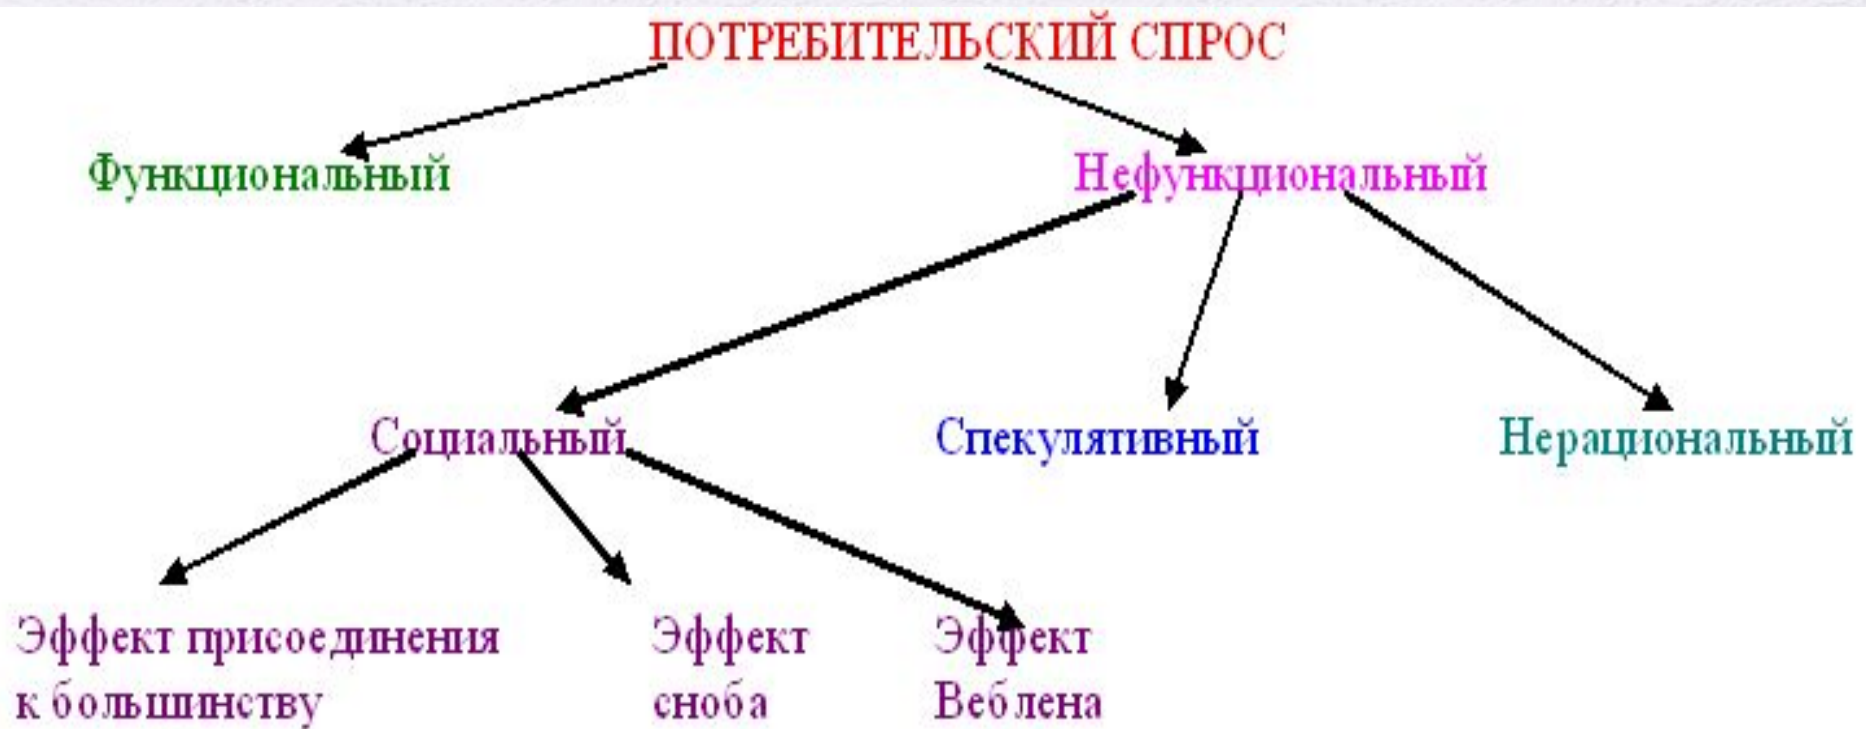 ПОТРЕБИТЕЛЬСКИЙ СПРОС
Функциональный
Нефункциональный
Социальный
Спекулятивный
Нерациональный
Эффект присоединения
к большинству
Эффект
сноба
Эффект
Веблена